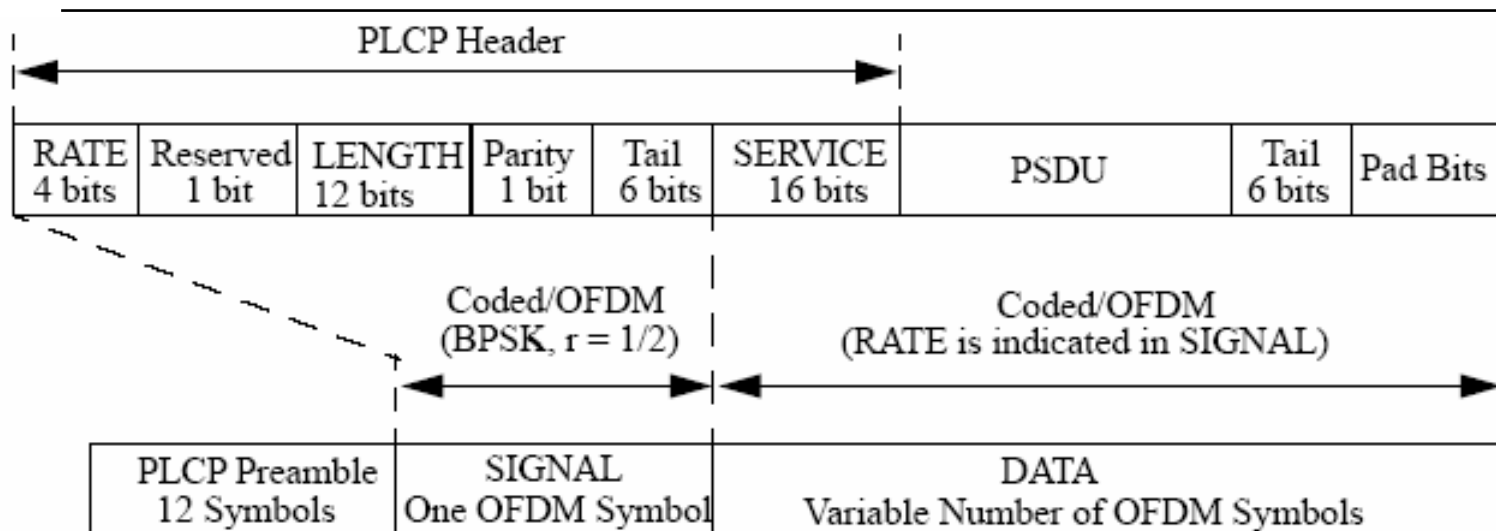 PLCP Header
RATE Reserved LENGTH Parity Tail SERVICE PSDU Tail Pad Bits
4 bits 1 bit 12 bits 1 bit 6 bits 16 bits 6 bits
Coded/OFDM Coded/OFDM
(BPSK, r = 1/2) (RATE is indicated in SIGNAL)
PLCP Preamble SIGNAL DATA
12 Symbols One OFDM Symbol Variable Number of OFDM Symbols